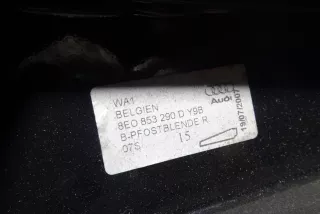 WA1
BELGIEN
8E0 853 290 D Y9B
B-PFOSTBLENDE R
07S 15
AUDI
19/07/2007